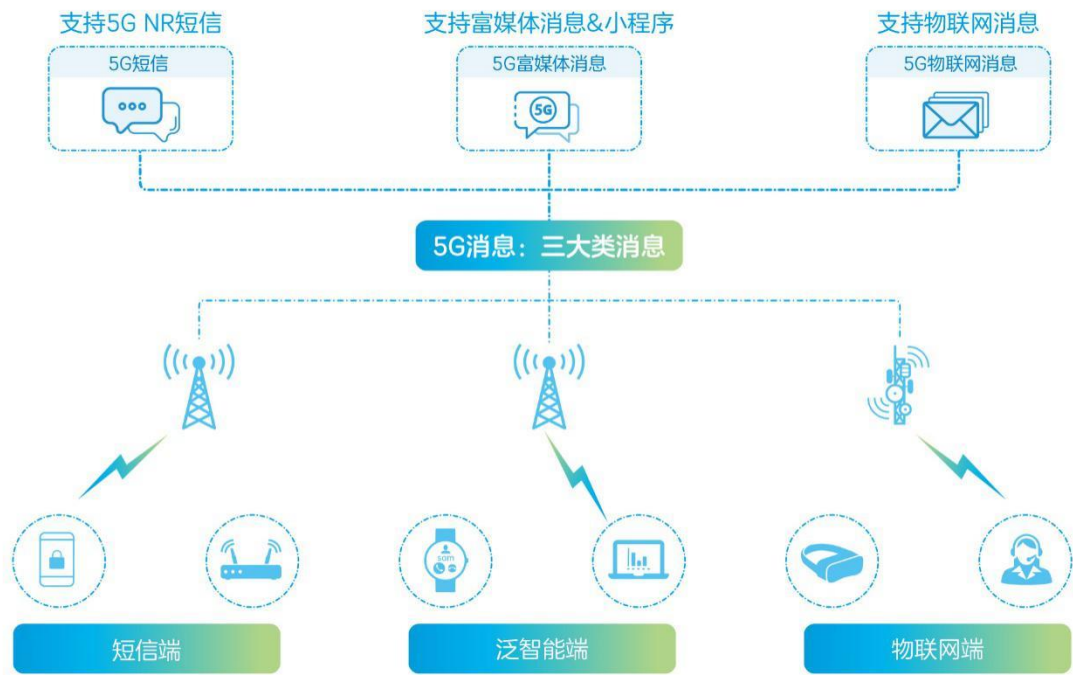 支持5G NR短信
支持富媒体消息&小程序
支持物联网消息
5G短信
5G富媒体消息
5G物联网消息
5G
5G消息：三大类消息
som
短信端
泛智能端
物联网端